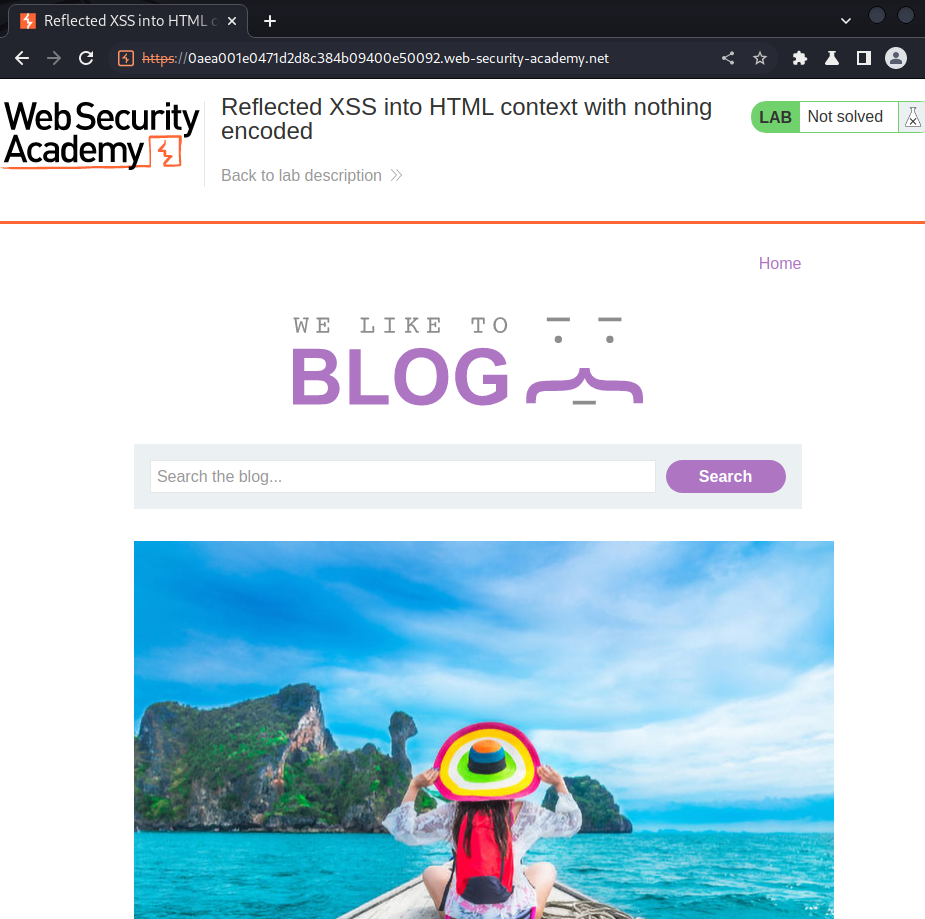 Reflected XSS into HTML c
https://0aea001e0471d2d8c384b09400e50092.web-security-academy.net
Web Security
Academy
Reflected XSS into HTML context with nothing
encoded
LAB Not solved
Back to lab description
Home
WE LIKE TO
BLOG
Search the blog... Search